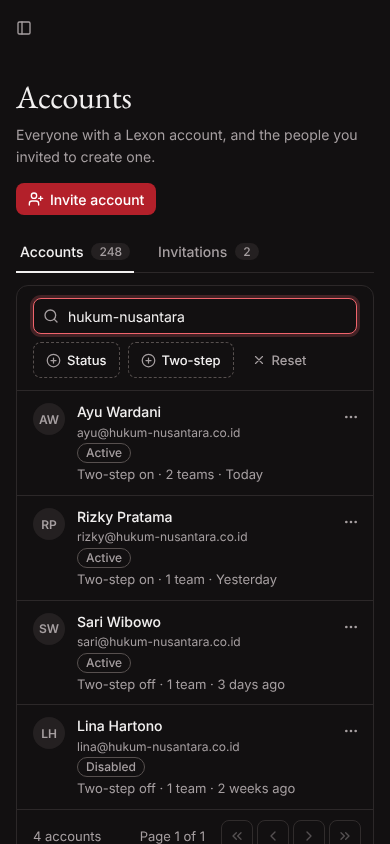 Accounts
Everyone with a Lexon account, and the people you
invited to create one.
Invite account
Accounts 248 Invitations 2
hukum-nusantara
Status Two-step Reset
AW Ayu Wardani
ayu@hukum-nusantara.co.id
Active
Two-step on · 2 teams · Today
RP Rizky Pratama
rizky@hukum-nusantara.co.id
Active
Two-step on · 1 team · Yesterday
SW Sari Wibowo
sari@hukum-nusantara.co.id
Active
Two-step off · 1 team · 3 days ago
LH Lina Hartono
lina@hukum-nusantara.co.id
Disabled
Two-step off · 1 team · 2 weeks ago
4 accounts Page 1 of 1